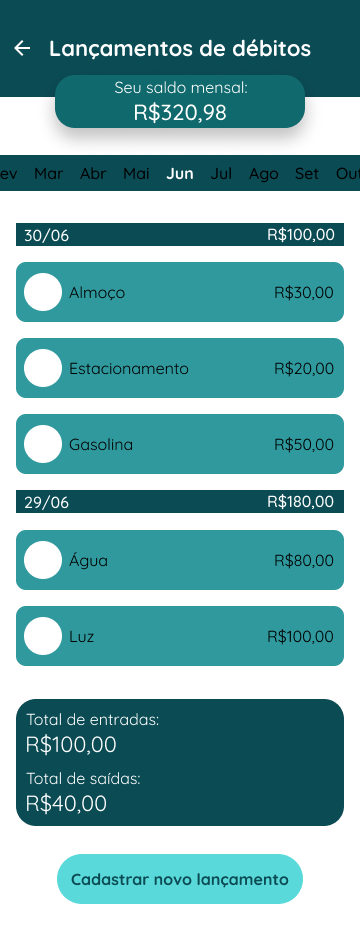 Lançamentos de débitos
Seu saldo mensal:
R$320,98
ev Mar Abr Mai Jun Jul Ago Set Out
30/06 R$100,00
Almoço R$30,00
Estacionamento R$20,00
Gasolina R$50,00
29/06 R$180,00
Água R$80,00
Luz R$100,00
Total de entradas:
R$100,00
Total de saídas:
R$40,00
Cadastrar novo lançamento